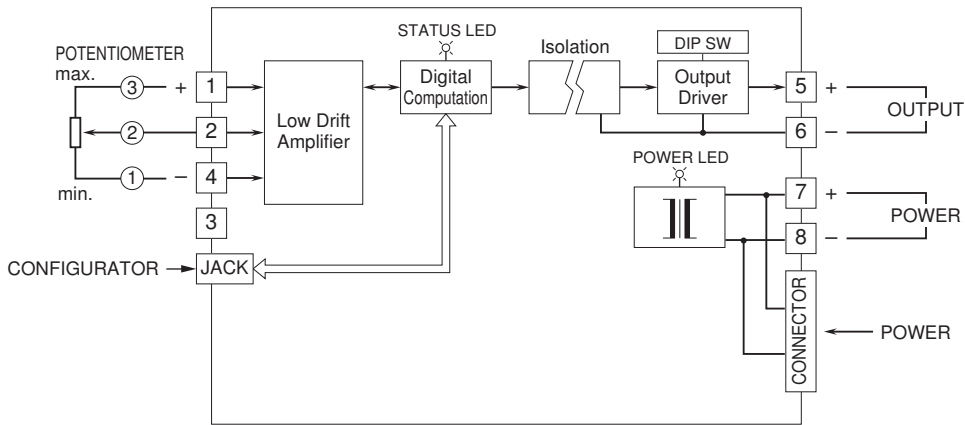 STATUS LED
Isolation
DIP SW
POTENTIOMETER
max.
3 +
1
Low Drift
Amplifier
Digital
Computation
Output
Driver
5 +
OUTPUT
2
2
6 –
1 –
min.
4
3
POWER LED
7 +
POWER
8 –
CONFIGURATOR
JACK
CONNECTOR
POWER